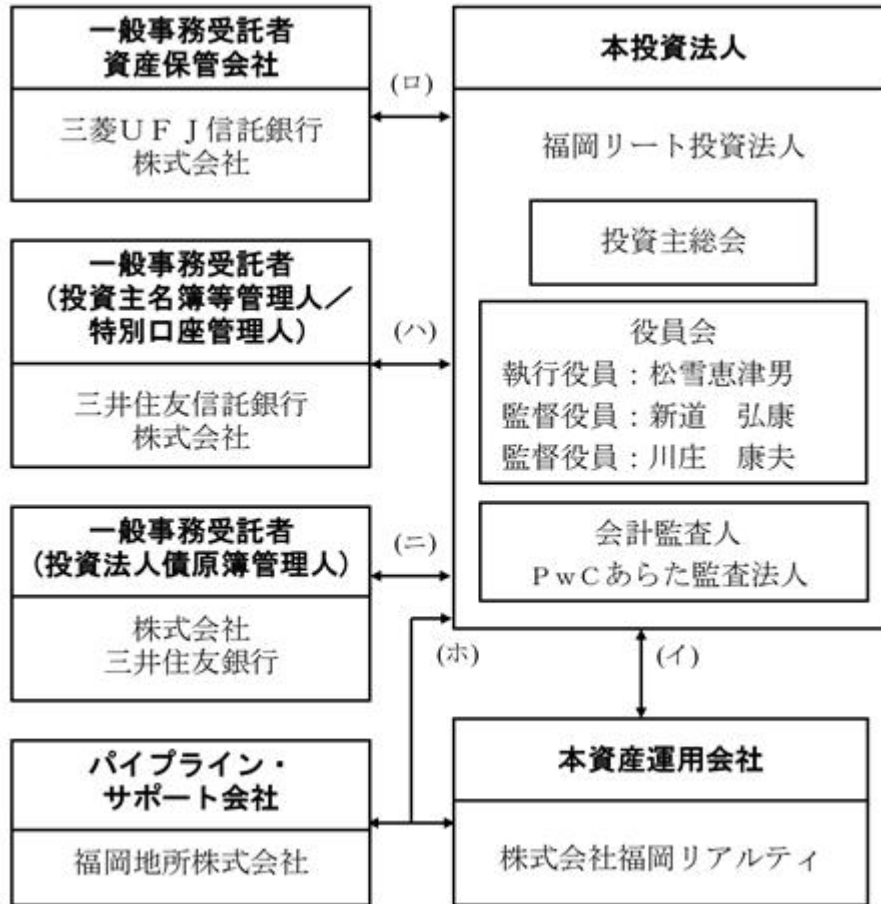 一般事務受託者
資産保管会社
三菱UFJ信託銀行
株式会社
(ロ)
本投資法人
福岡リート投資法人
投資主総会
役員会
執行役員：松雪恵津男
監督役員：新道　弘康
監督役員：川庄　康夫
会計監査人
PwCあらた監査法人
一般事務受託者
（投資主名簿等管理人／
特別口座管理人）
三井住友信託銀行
株式会社
(ハ)
一般事務受託者
（投資法人債原簿管理人）
株式会社
三井住友銀行
(ニ)
(ホ)
(イ)
パイプライン・
サポート会社
福岡地所株式会社
本資産運用会社
株式会社福岡リアルティ